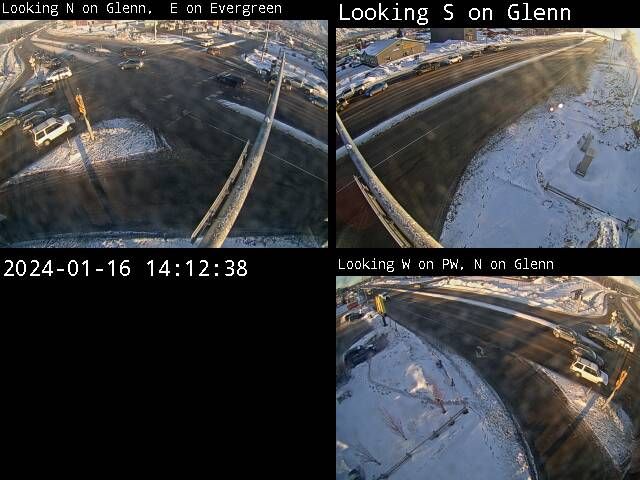 Looking N on Glenn,  E on Evergreen
Looking S on Glenn
2024-01-16 14:12:38
Looking W on PW, N on Glenn